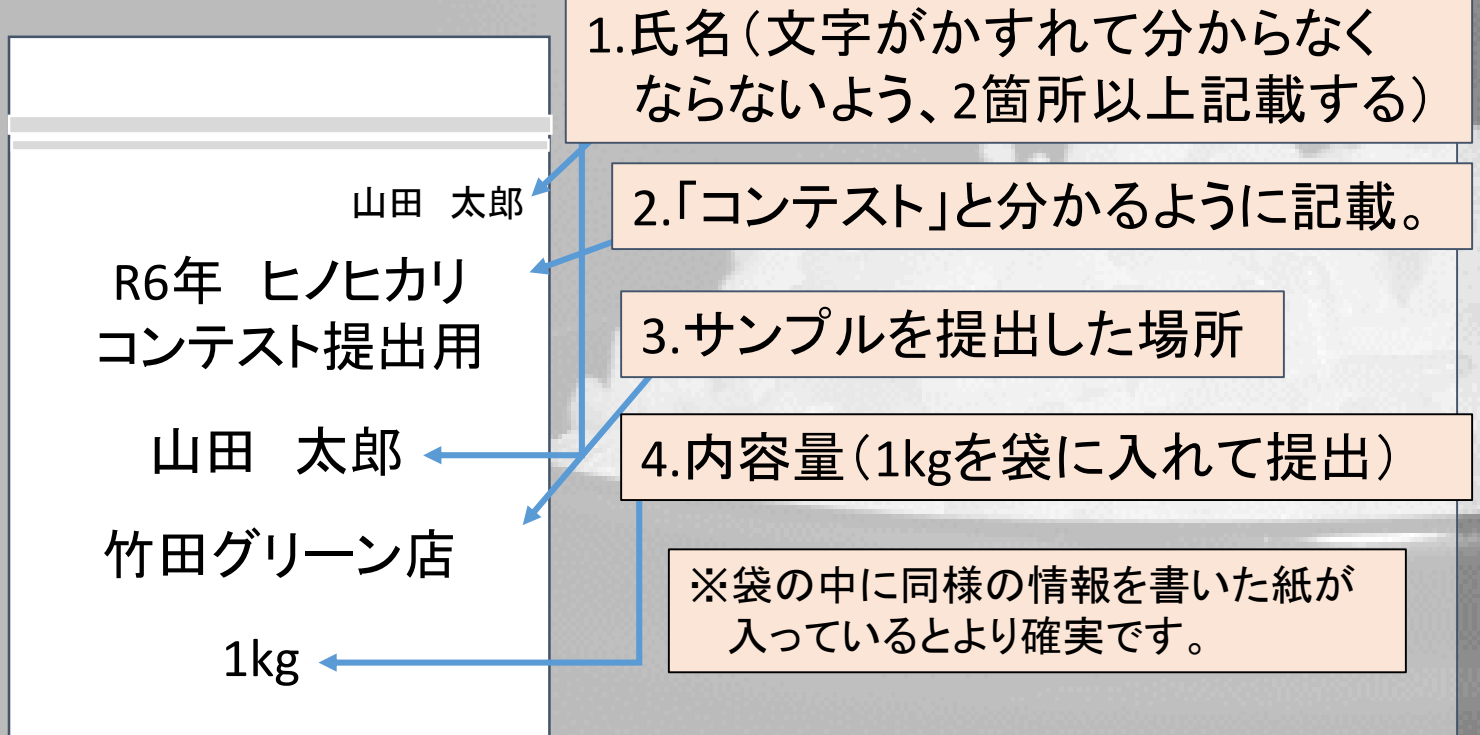 1.氏名(文字がかすれて分からなく
ならないよう、2箇所以上記載する)
山田　太郎
2.「コンテスト」と分かるように記載。
R6年　ヒノヒカリ
コンテスト提出用
3.サンプルを提出した場所
山田　太郎
4.内容量(1kgを袋に入れて提出)
竹田グリーン店
※袋の中に同様の情報を書いた紙が
入っているとより確実です。
1kg